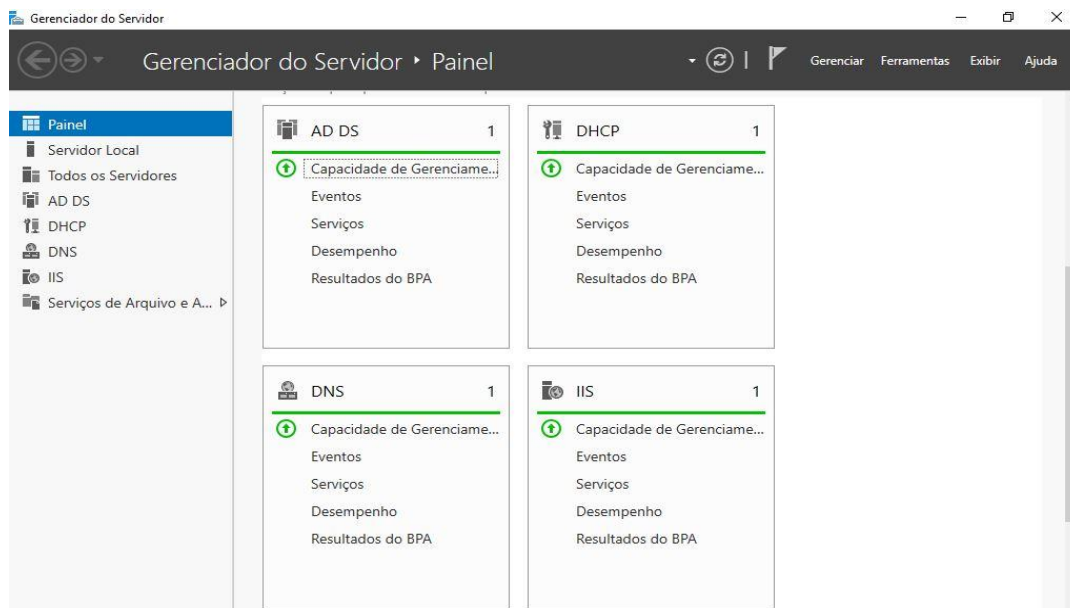 Gerenciador do Servidor
Gerenciador do Servidor ‣ Painel
Gerenciar Ferramentas Exibir Ajuda
Painel
Servidor Local
Todos os Servidores
AD DS
DHCP
DNS
IIS
Serviços de Arquivo e A...
AD DS 1
Capacidade de Gerenciame...
Eventos
Serviços
Desempenho
Resultados do BPA
DHCP 1
Capacidade de Gerenciame...
Eventos
Serviços
Desempenho
Resultados do BPA
DNS 1
Capacidade de Gerenciame...
Eventos
Serviços
Desempenho
Resultados do BPA
IIS 1
Capacidade de Gerenciame...
Eventos
Serviços
Desempenho
Resultados do BPA